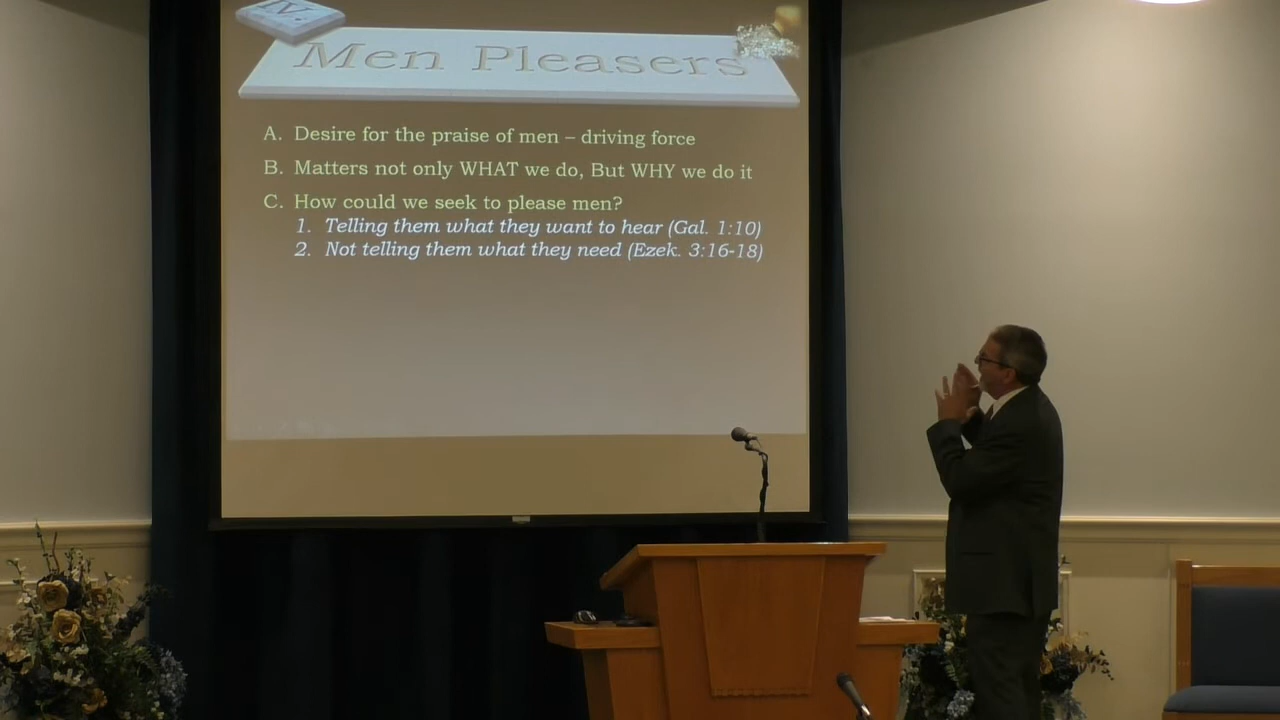 IV.
Men Pleasers
A. Desire for the praise of men – driving force
B. Matters not only WHAT we do, But WHY we do it
C. How could we seek to please men?
1. Telling them what they want to hear (Gal. 1:10)
2. Not telling them what they need (Ezek. 3:16-18)